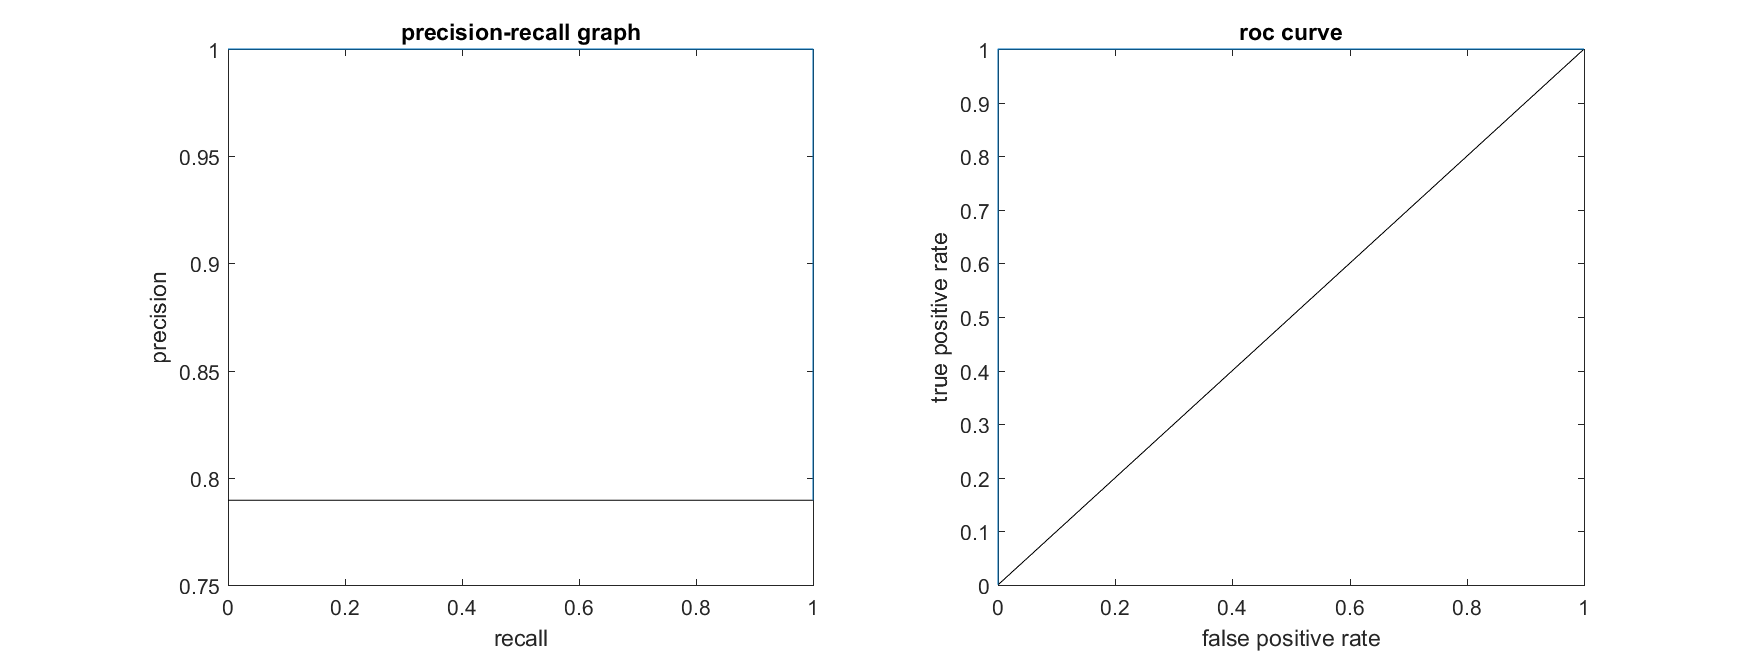 precision-recall graph
1
0.95
0.9
0.85
0.8
0.75
precision
0 0.2 0.4 0.6 0.8 1
recall
roc curve
1
0.9
0.8
0.7
0.6
0.5
0.4
0.3
0.2
0.1
0
true positive rate
0 0.2 0.4 0.6 0.8 1
false positive rate